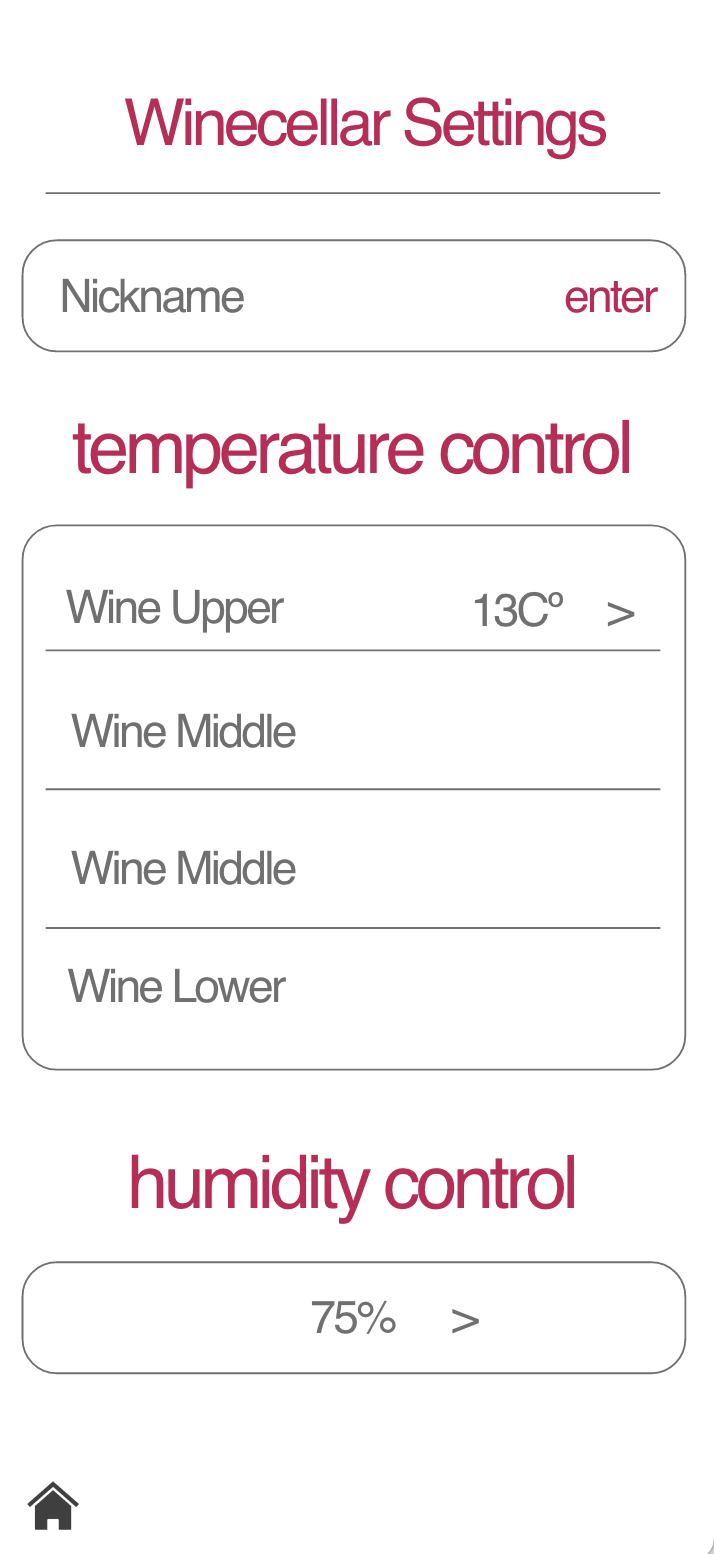 Winecellar Settings
Nickname enter
temperature control
Wine Upper 13Cº >
Wine Middle
Wine Middle
Wine Lower
humidity control
75% >